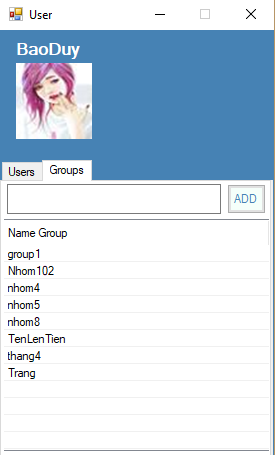 User
BaoDuy
Users Groups
ADD
Name Group
group1
Nhom102
nhom4
nhom5
nhom8
TenLenTien
thang4
Trang